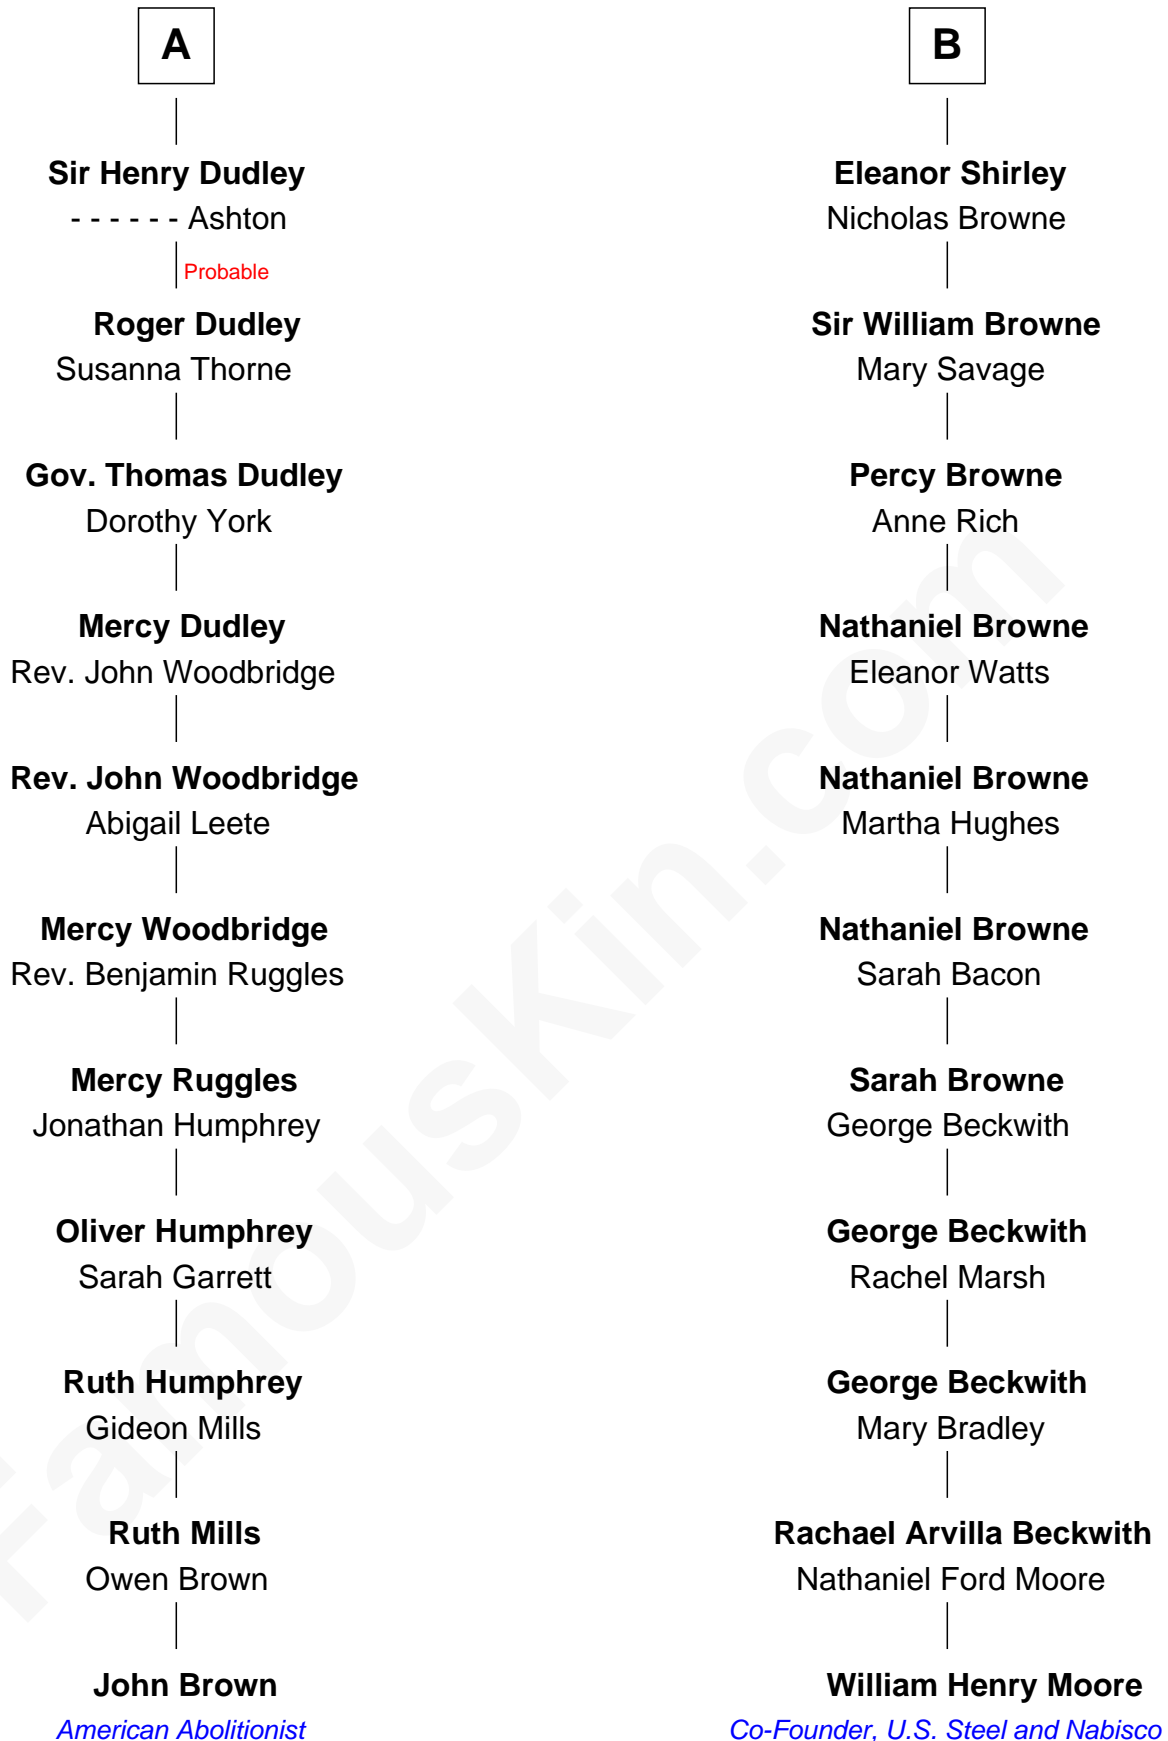 A
Sir Henry Dudley
- - - - - - Ashton
Probable
Roger Dudley
Susanna Thorne
Gov. Thomas Dudley
Dorothy York
Mercy Dudley
Rev. John Woodbridge
Rev. John Woodbridge
Abigail Leete
Mercy Woodbridge
Rev. Benjamin Ruggles
Mercy Ruggles
Jonathan Humphrey
Oliver Humphrey
Sarah Garrett
Ruth Humphrey
Gideon Mills
Ruth Mills
Owen Brown
John Brown
American Abolitionist
B
Eleanor Shirley
Nicholas Browne
Sir William Browne
Mary Savage
Percy Browne
Anne Rich
Nathaniel Browne
Eleanor Watts
Nathaniel Browne
Martha Hughes
Nathaniel Browne
Sarah Bacon
Sarah Browne
George Beckwith
George Beckwith
Rachel Marsh
George Beckwith
Mary Bradley
Rachael Arvilla Beckwith
Nathaniel Ford Moore
William Henry Moore
Co-Founder, U.S. Steel and Nabisco
FamousKin.com